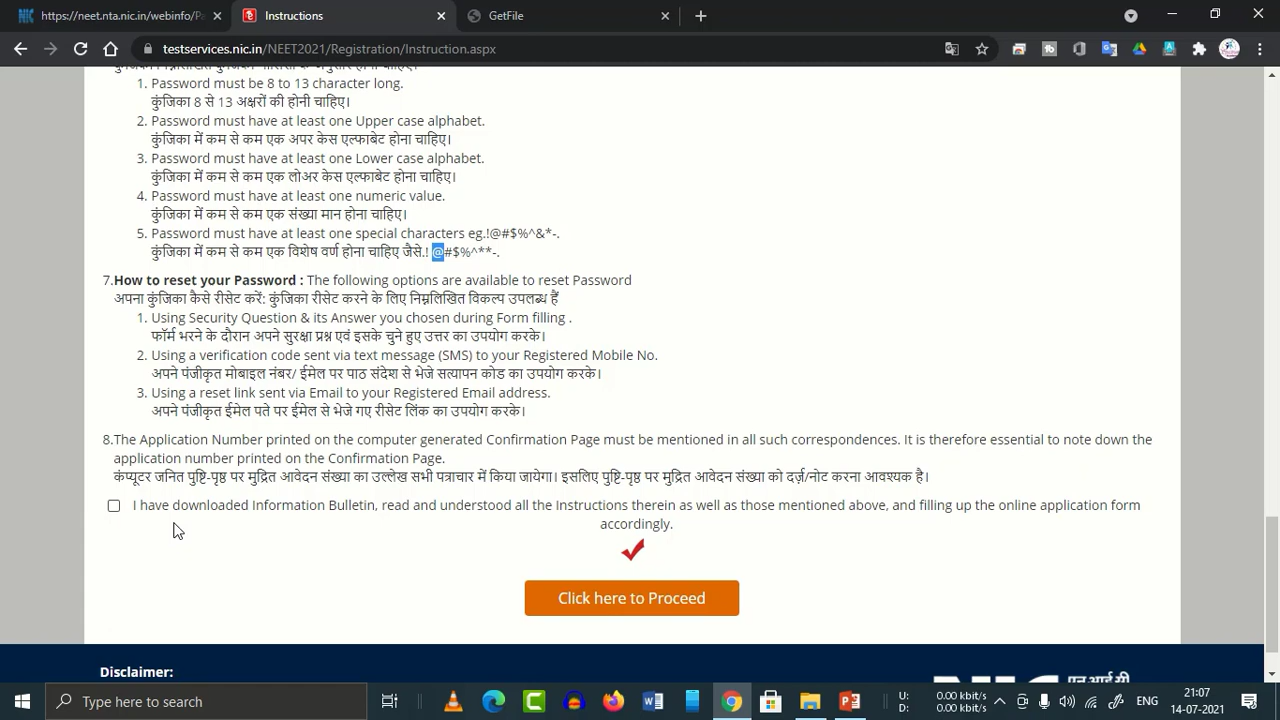 https://neet.nta.nic.in/webinfo/Pa
Instructions
GetFile
testservices.nic.in/NEET2021/Registration/Instruction.aspx
1. Password must be 8 to 13 character long.
कुंजिका 8 से 13 अक्षरों की होनी चाहिए।
2. Password must have at least one Upper case alphabet.
कुंजिका में कम से कम एक अपर केस एल्फाबेट होना चाहिए।
3. Password must have at least one Lower case alphabet.
कुंजिका में कम से कम एक लोअर केस एल्फाबेट होना चाहिए।
4. Password must have at least one numeric value.
कुंजिका में कम से कम एक संख्या मान होना चाहिए।
5. Password must have at least one special characters eg.!@#$%^&*-.
कुंजिका में कम से कम एक विशेष वर्ण होना चाहिए जैसे.! @#$%^**-.
7.How to reset your Password : The following options are available to reset Password
अपना कुंजिका कैसे रीसेट करें: कुंजिका रीसेट करने के लिए निम्नलिखित विकल्प उपलब्ध हैं
1. Using Security Question & its Answer you chosen during Form filling .
फॉर्म भरने के दौरान अपने सुरक्षा प्रश्न एवं इसके चुने हुए उत्तर का उपयोग करके।
2. Using a verification code sent via text message (SMS) to your Registered Mobile No.
अपने पंजीकृत मोबाइल नंबर/ ईमेल पर पाठ संदेश से भेजे सत्यापन कोड का उपयोग करके।
3. Using a reset link sent via Email to your Registered Email address.
अपने पंजीकृत ईमेल पते पर ईमेल से भेजे गए रीसेट लिंक का उपयोग करके।
8.The Application Number printed on the computer generated Confirmation Page must be mentioned in all such correspondences. It is therefore essential to note down the
application number printed on the Confirmation Page.
कंप्यूटर जनित पुष्टि-पृष्ठ पर मुद्रित आवेदन संख्या का उल्लेख सभी पत्राचार में किया जायेगा। इसलिए पुष्टि-पृष्ठ पर मुद्रित आवेदन संख्या को दर्ज़/नोट करना आवश्यक है।
I have downloaded Information Bulletin, read and understood all the Instructions therein as well as those mentioned above, and filling up the online application form
accordingly.
Click here to Proceed
Disclaimer:
एन आई सी
Type here to search
U: 0.00 kbit/s
D: 0.00 kbit/s
ENG
21:07
14-07-2021